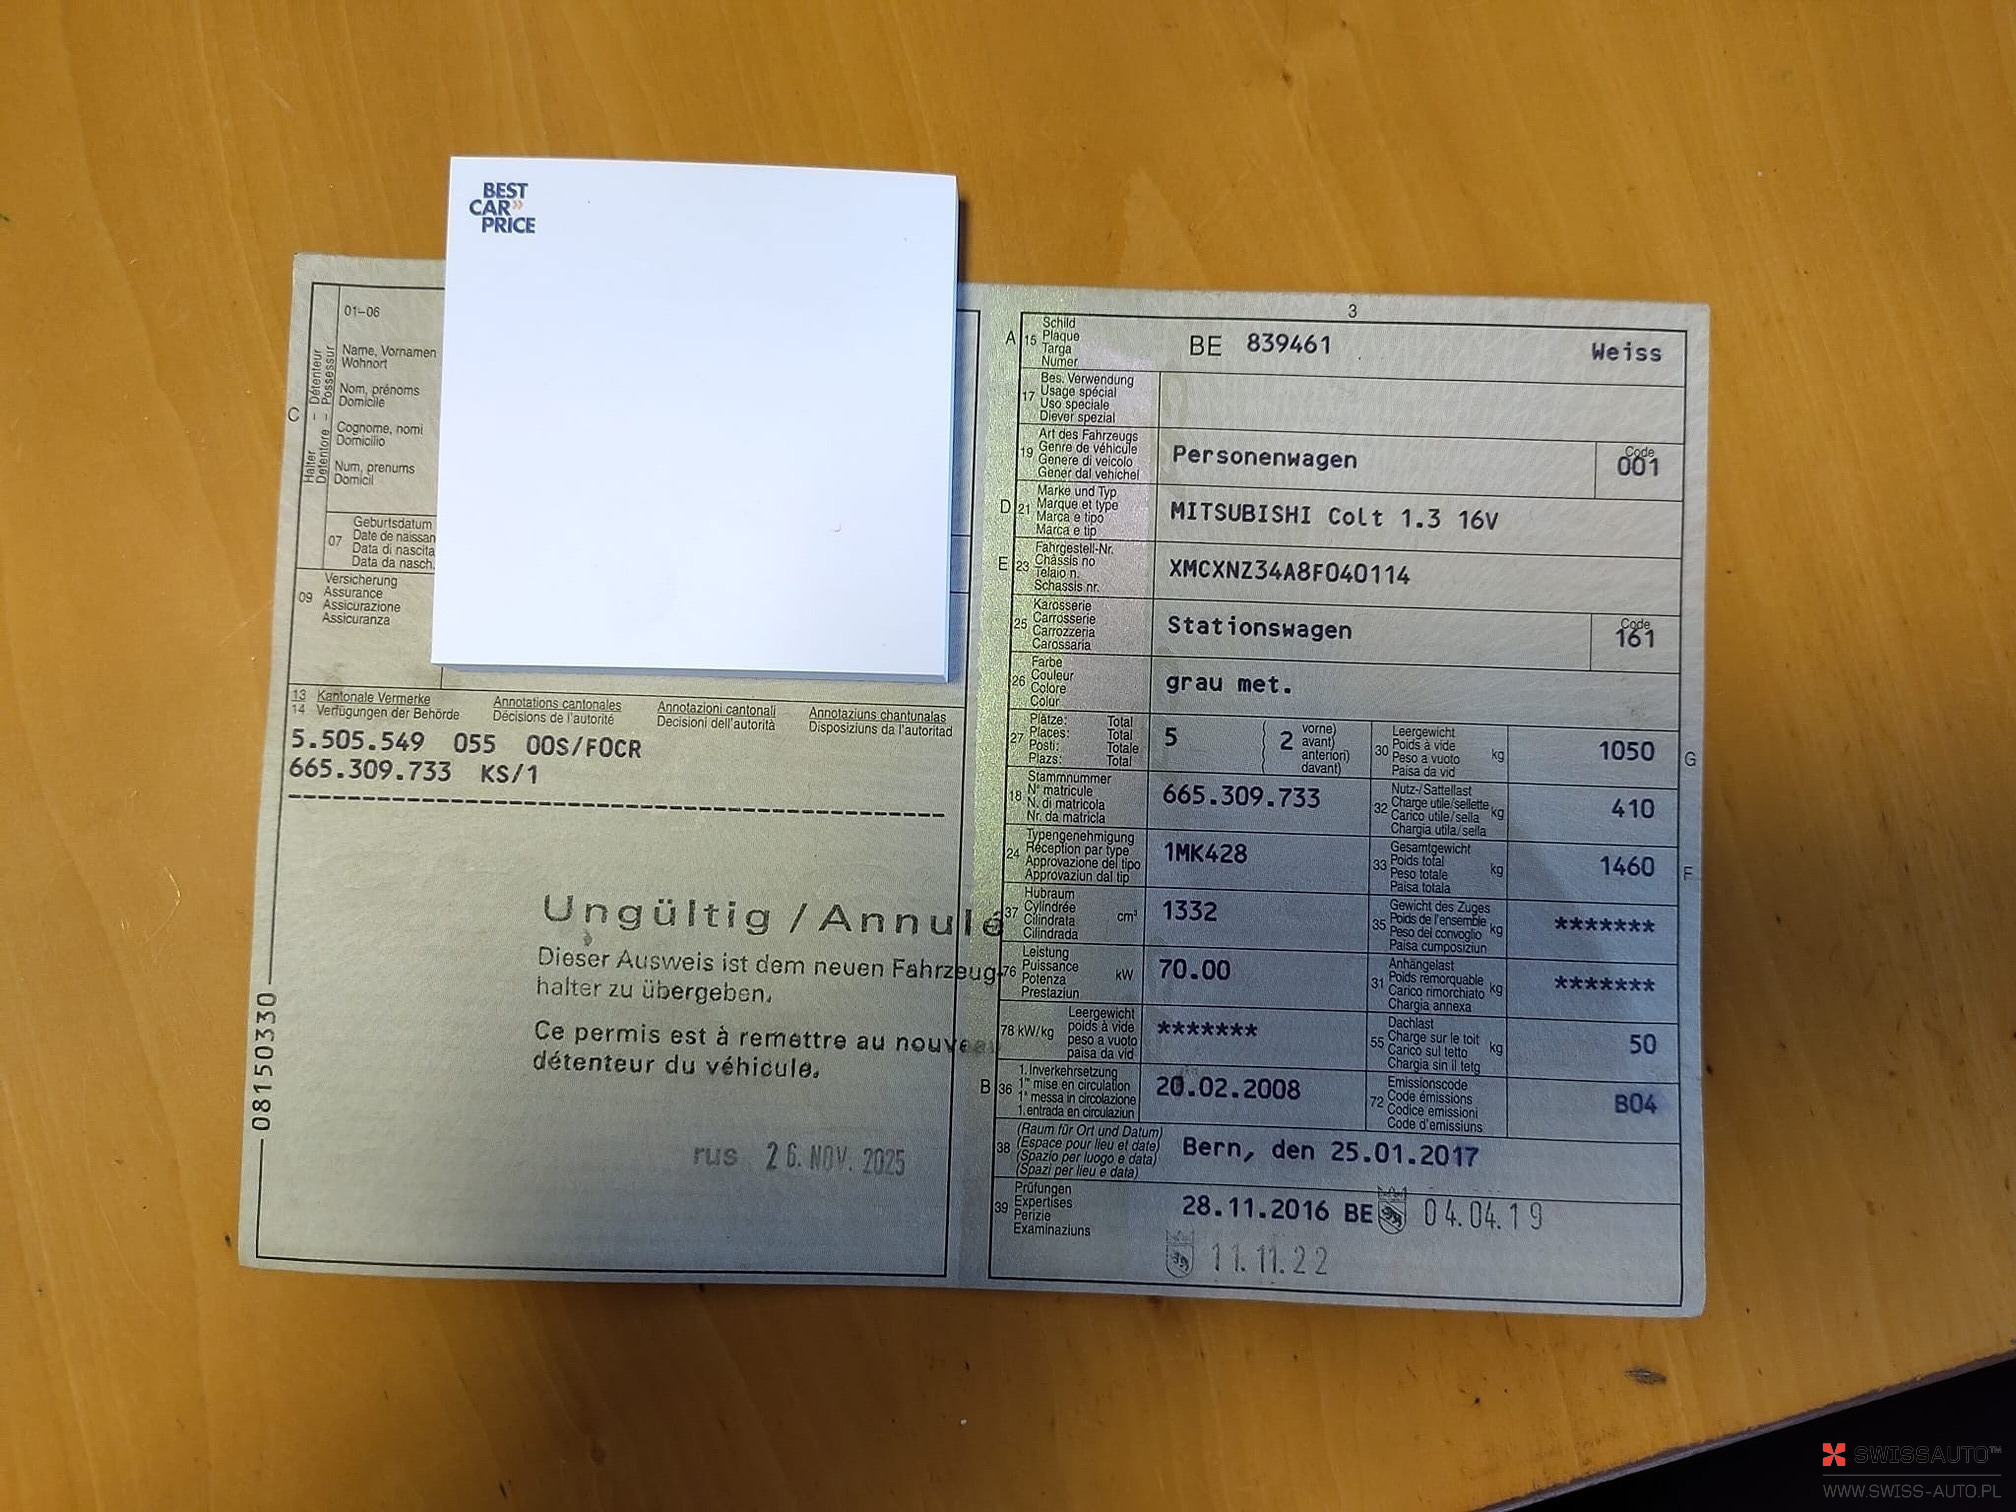 BEST
CAR»
PRICE
01–06
Halter – Détenteur
Detentore – Possessur
C
Name, Vornamen
Wohnort
Nom, prénoms
Domicile
Cognome, nomi
Domicilio
Num, prenums
Domicil
07
Geburtsdatum
Date de naissan
Data di nascita
Data da nasch.
09
Versicherung
Assurance
Assicurazione
Assicuranza
13 Kantonale Vermerke Annotations cantonales Annotazioni cantonali Annotaziuns chantunalas
14 Verfügungen der Behörde Décisions de l'autorité Decisioni dell'autorità Disposiziuns da l'autoritad
5.505.549 055 00S/FOCR
665.309.733 KS/1
Ungültig / Annulé
Dieser Ausweis ist dem neuen Fahrzeug-
halter zu übergeben.
Ce permis est à remettre au nouveau
détenteur du véhicule.
rus 26. NOV. 2025
08150330
3
A 15
Schild
Plaque
Targa
Numer
BE 839461 Weiss
17
Bes. Verwendung
Usage spécial
Uso speciale
Diever spezial
19
Art des Fahrzeugs
Genre de véhicule
Genere di veicolo
Gener dal vehichel
Personenwagen
Code
001
D 21
Marke und Typ
Marque et type
Marca e tipo
Marca e tip
MITSUBISHI Colt 1.3 16V
E 23
Fahrgestell-Nr.
Châssis no
Telaio n.
Schassis nr.
XMCXNZ34A8F040114
25
Karosserie
Carrosserie
Carrozzeria
Carossaria
Stationswagen
Code
161
26
Farbe
Couleur
Colore
Colur
grau met.
27
Plätze: Total
Places: Total
Posti: Totale
Plazs: Total
5
2
vorne)
avant)
anteriori)
davant)
30
Leergewicht
Poids à vide
Peso a vuoto
Paisa da vid
kg
1050
G
18
Stammnummer
N° matricule
N. di matricola
Nr. da matricla
665.309.733
32
Nutz-/Sattellast
Charge utile/sellette
Carico utile/sella
Chargia utila/sella
kg
410
24
Typengenehmigung
Réception par type
Approvazione del tipo
Approvaziun dal tip
1MK428
33
Gesamtgewicht
Poids total
Peso totale
Paisa totala
kg
1460
F
37
Hubraum
Cylindrée
Cilindrata
Cilindrada
cm³
1332
35
Gewicht des Zuges
Poids de l'ensemble
Peso del convoglio
Paisa cumposiziun
kg
*******
76
Leistung
Puissance
Potenza
Prestaziun
kW
70.00
31
Anhängelast
Poids remorquable
Carico rimorchiato
Chargia annexa
kg
*******
78 kW/kg
Leergewicht
poids à vide
peso a vuoto
paisa da vid
*******
55
Dachlast
Charge sur le toit
Carico sul tetto
Chargia sin il tetg
kg
50
B 36
1. Inverkehrsetzung
1re mise en circulation
1a messa in circolazione
1. entrada en circulaziun
20.02.2008
72
Emissionscode
Code émissions
Codice emissioni
Code d'emissiuns
B04
38
(Raum für Ort und Datum)
(Espace pour lieu et date)
(Spazio per luogo e data)
(Spazi per lieu e data)
Bern, den 25.01.2017
39
Prüfungen
Expertises
Perizie
Examinaziuns
28.11.2016 BE 04.04.19
11.11.22
SWISSAUTO™
WWW.SWISS-AUTO.PL